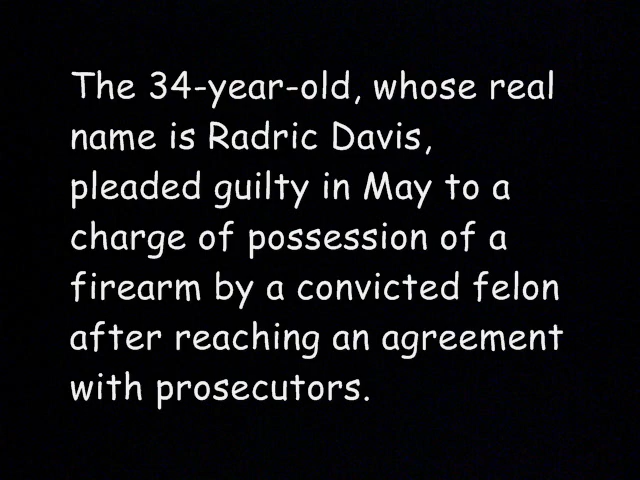 The 34-year-old, whose real
name is Radric Davis,
pleaded guilty in May to a
charge of possession of a
firearm by a convicted felon
after reaching an agreement
with prosecutors.